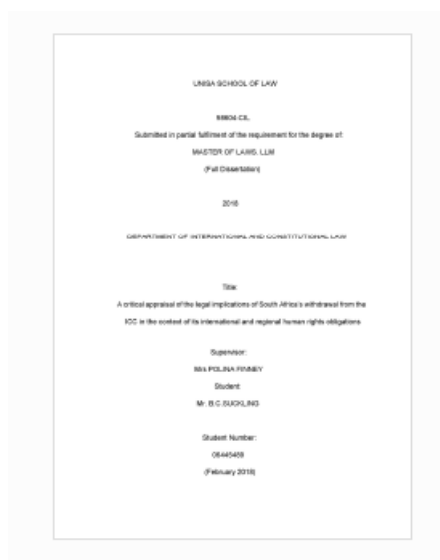 UNISA SCHOOL OF LAW
Submitted in partial fulfilment of the requirement for the degree of:
MASTER OF LAWS, LLM
(Full Dissertation)
2018
DEPARTMENT OF INTERNATIONAL AND CONSTITUTIONAL LAW
Title:
A critical appraisal of the legal implications of South Africa's withdrawal from the
ICC in the context of its international and regional human rights obligations
Supervisor:
POLINA FINNEY
Student
Mr. B.C.SUCKLING
Student Number:
(February 2018)